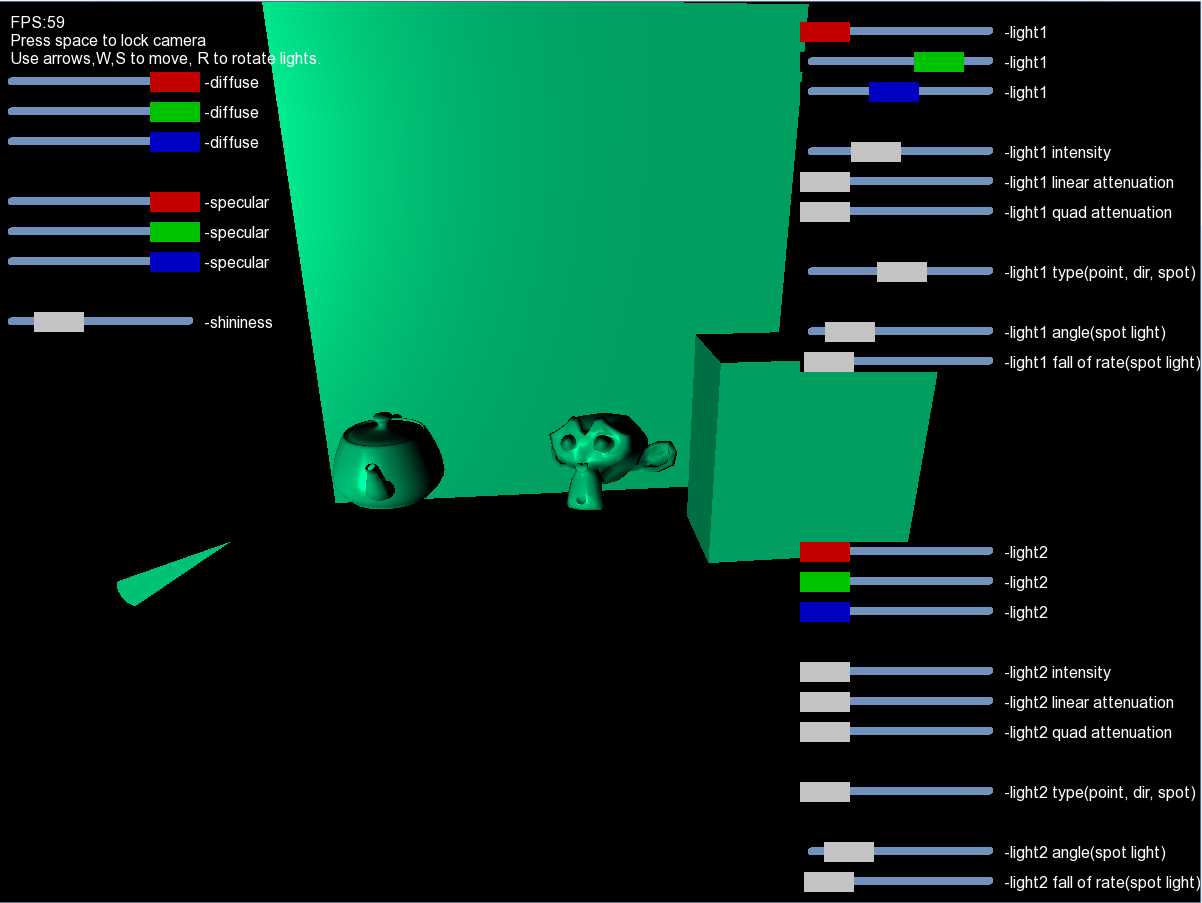 FPS:59
Press space to lock camera
Use arrows,W,S to move, R to rotate lights.
-diffuse
-diffuse
-diffuse
-specular
-specular
-specular
-shininess
-light1
-light1
-light1
-light1 intensity
-light1 linear attenuation
-light1 quad attenuation
-light1 type(point, dir, spot)
-light1 angle(spot light)
-light1 fall of rate(spot light)
-light2
-light2
-light2
-light2 intensity
-light2 linear attenuation
-light2 quad attenuation
-light2 type(point, dir, spot)
-light2 angle(spot light)
-light2 fall of rate(spot light)